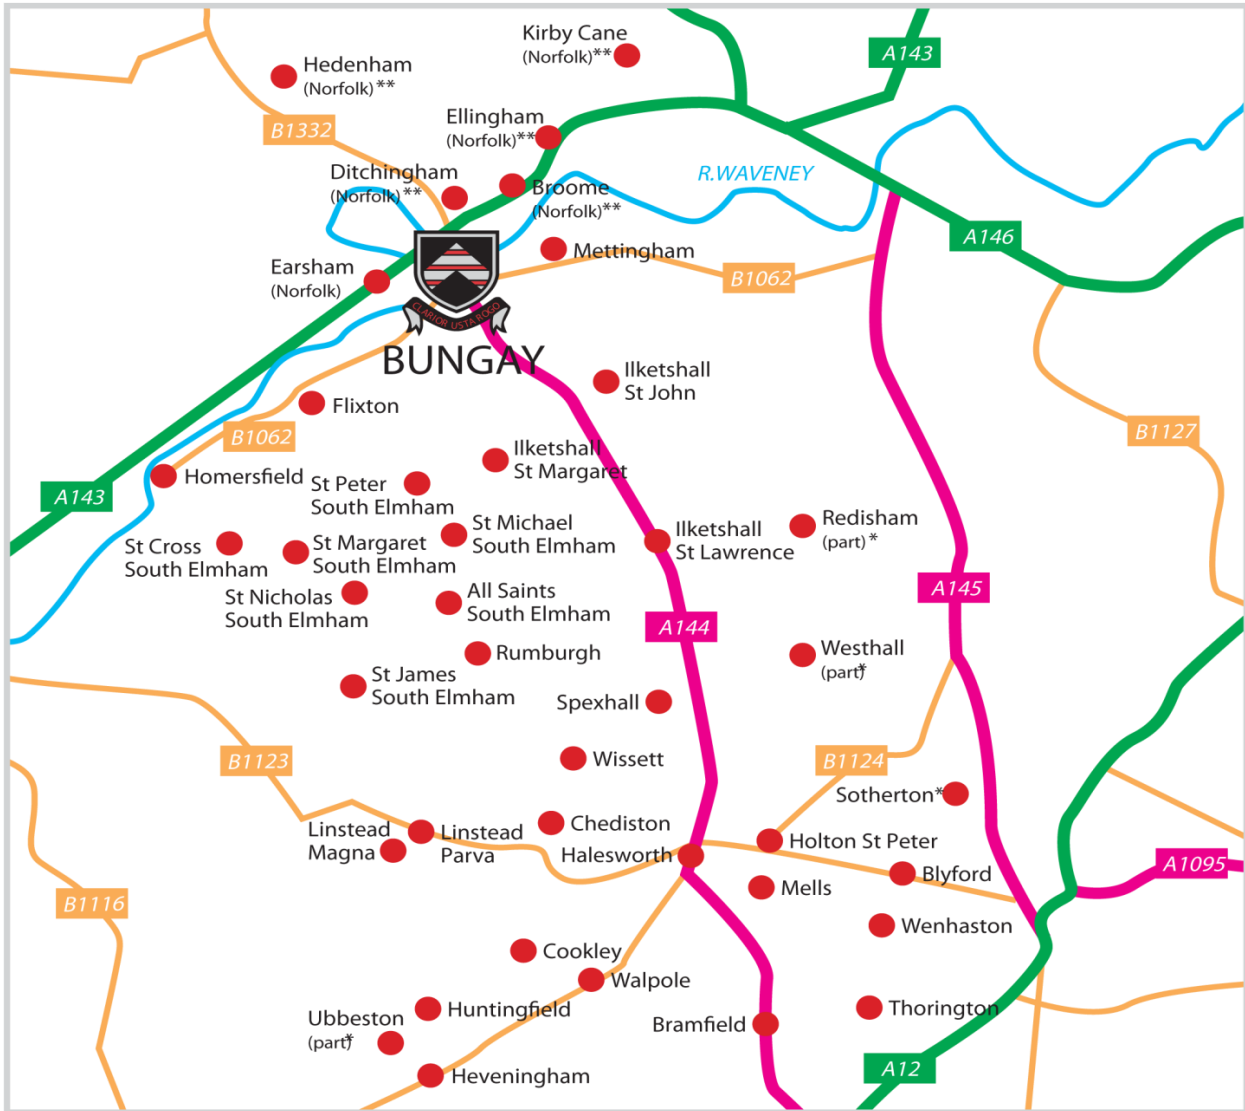 Kirby Cane
(Norfolk)**
A143
Hedenham
(Norfolk)**
Ellingham
(Norfolk)**
B1332
Ditchingham
(Norfolk)**
R.WAVENEY
Broome
(Norfolk)**
A146
Mettingham
Earsham
(Norfolk)
B1062
CLARIOR USTA ROGO
BUNGAY
Ilketshall
St John
Flixton
B1062
B1127
Ilketshall
St Margaret
Homersfield
A143
St Peter
South Elmham
St Michael
South Elmham
Ilketshall
St Lawrence
Redisham
(part)*
St Cross
South Elmham
St Margaret
South Elmham
St Nicholas
South Elmham
All Saints
South Elmham
A145
A144
Rumburgh
Westhall
(part)*
St James
South Elmham
Spexhall
B1123
Wissett
B1124
Sotherton*
Linstead
Magna
Linstead
Parva
Chediston
Halesworth
Holton St Peter
A1095
Blyford
Mells
B1116
Wenhaston
Cookley
Walpole
Huntingfield
Thorington
Ubbeston
(part)*
Bramfield
Heveningham
A12